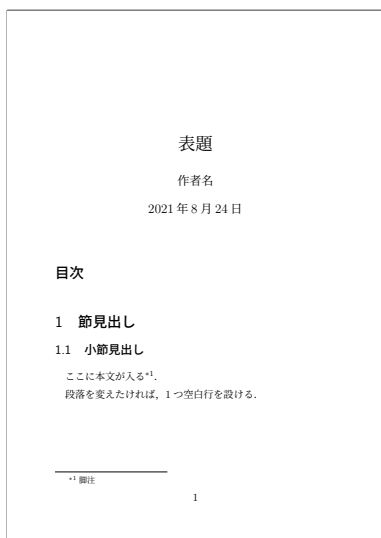 表題
作者名
2021 年 8 月 24 日
目次
1 節見出し
1.1 小節見出し
ここに本文が入る*1.
段落を変えたければ，1 つ空白行を設ける.
*1 脚注
1